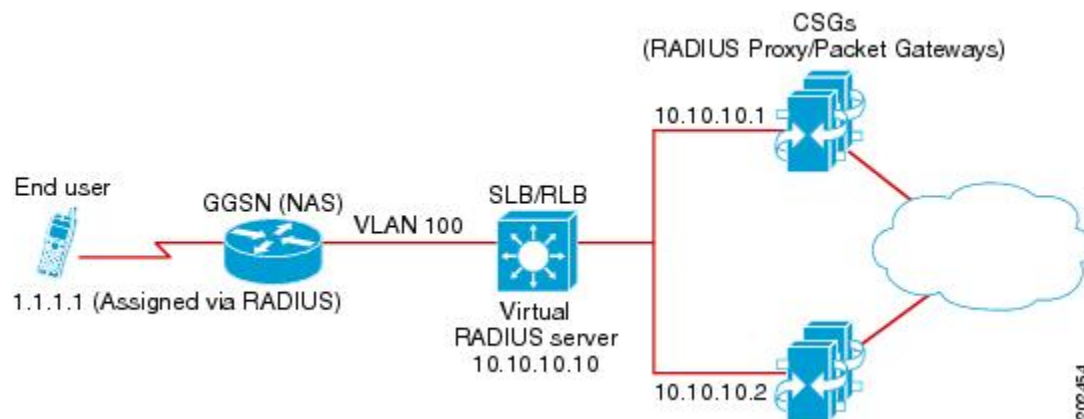 CSGs
(RADIUS Proxy/Packet Gateways)
10.10.10.1
End user
GGSN (NAS)
VLAN 100
SLB/RLB
1.1.1.1 (Assigned via RADIUS)
Virtual
RADIUS server
10.10.10.10
10.10.10.2